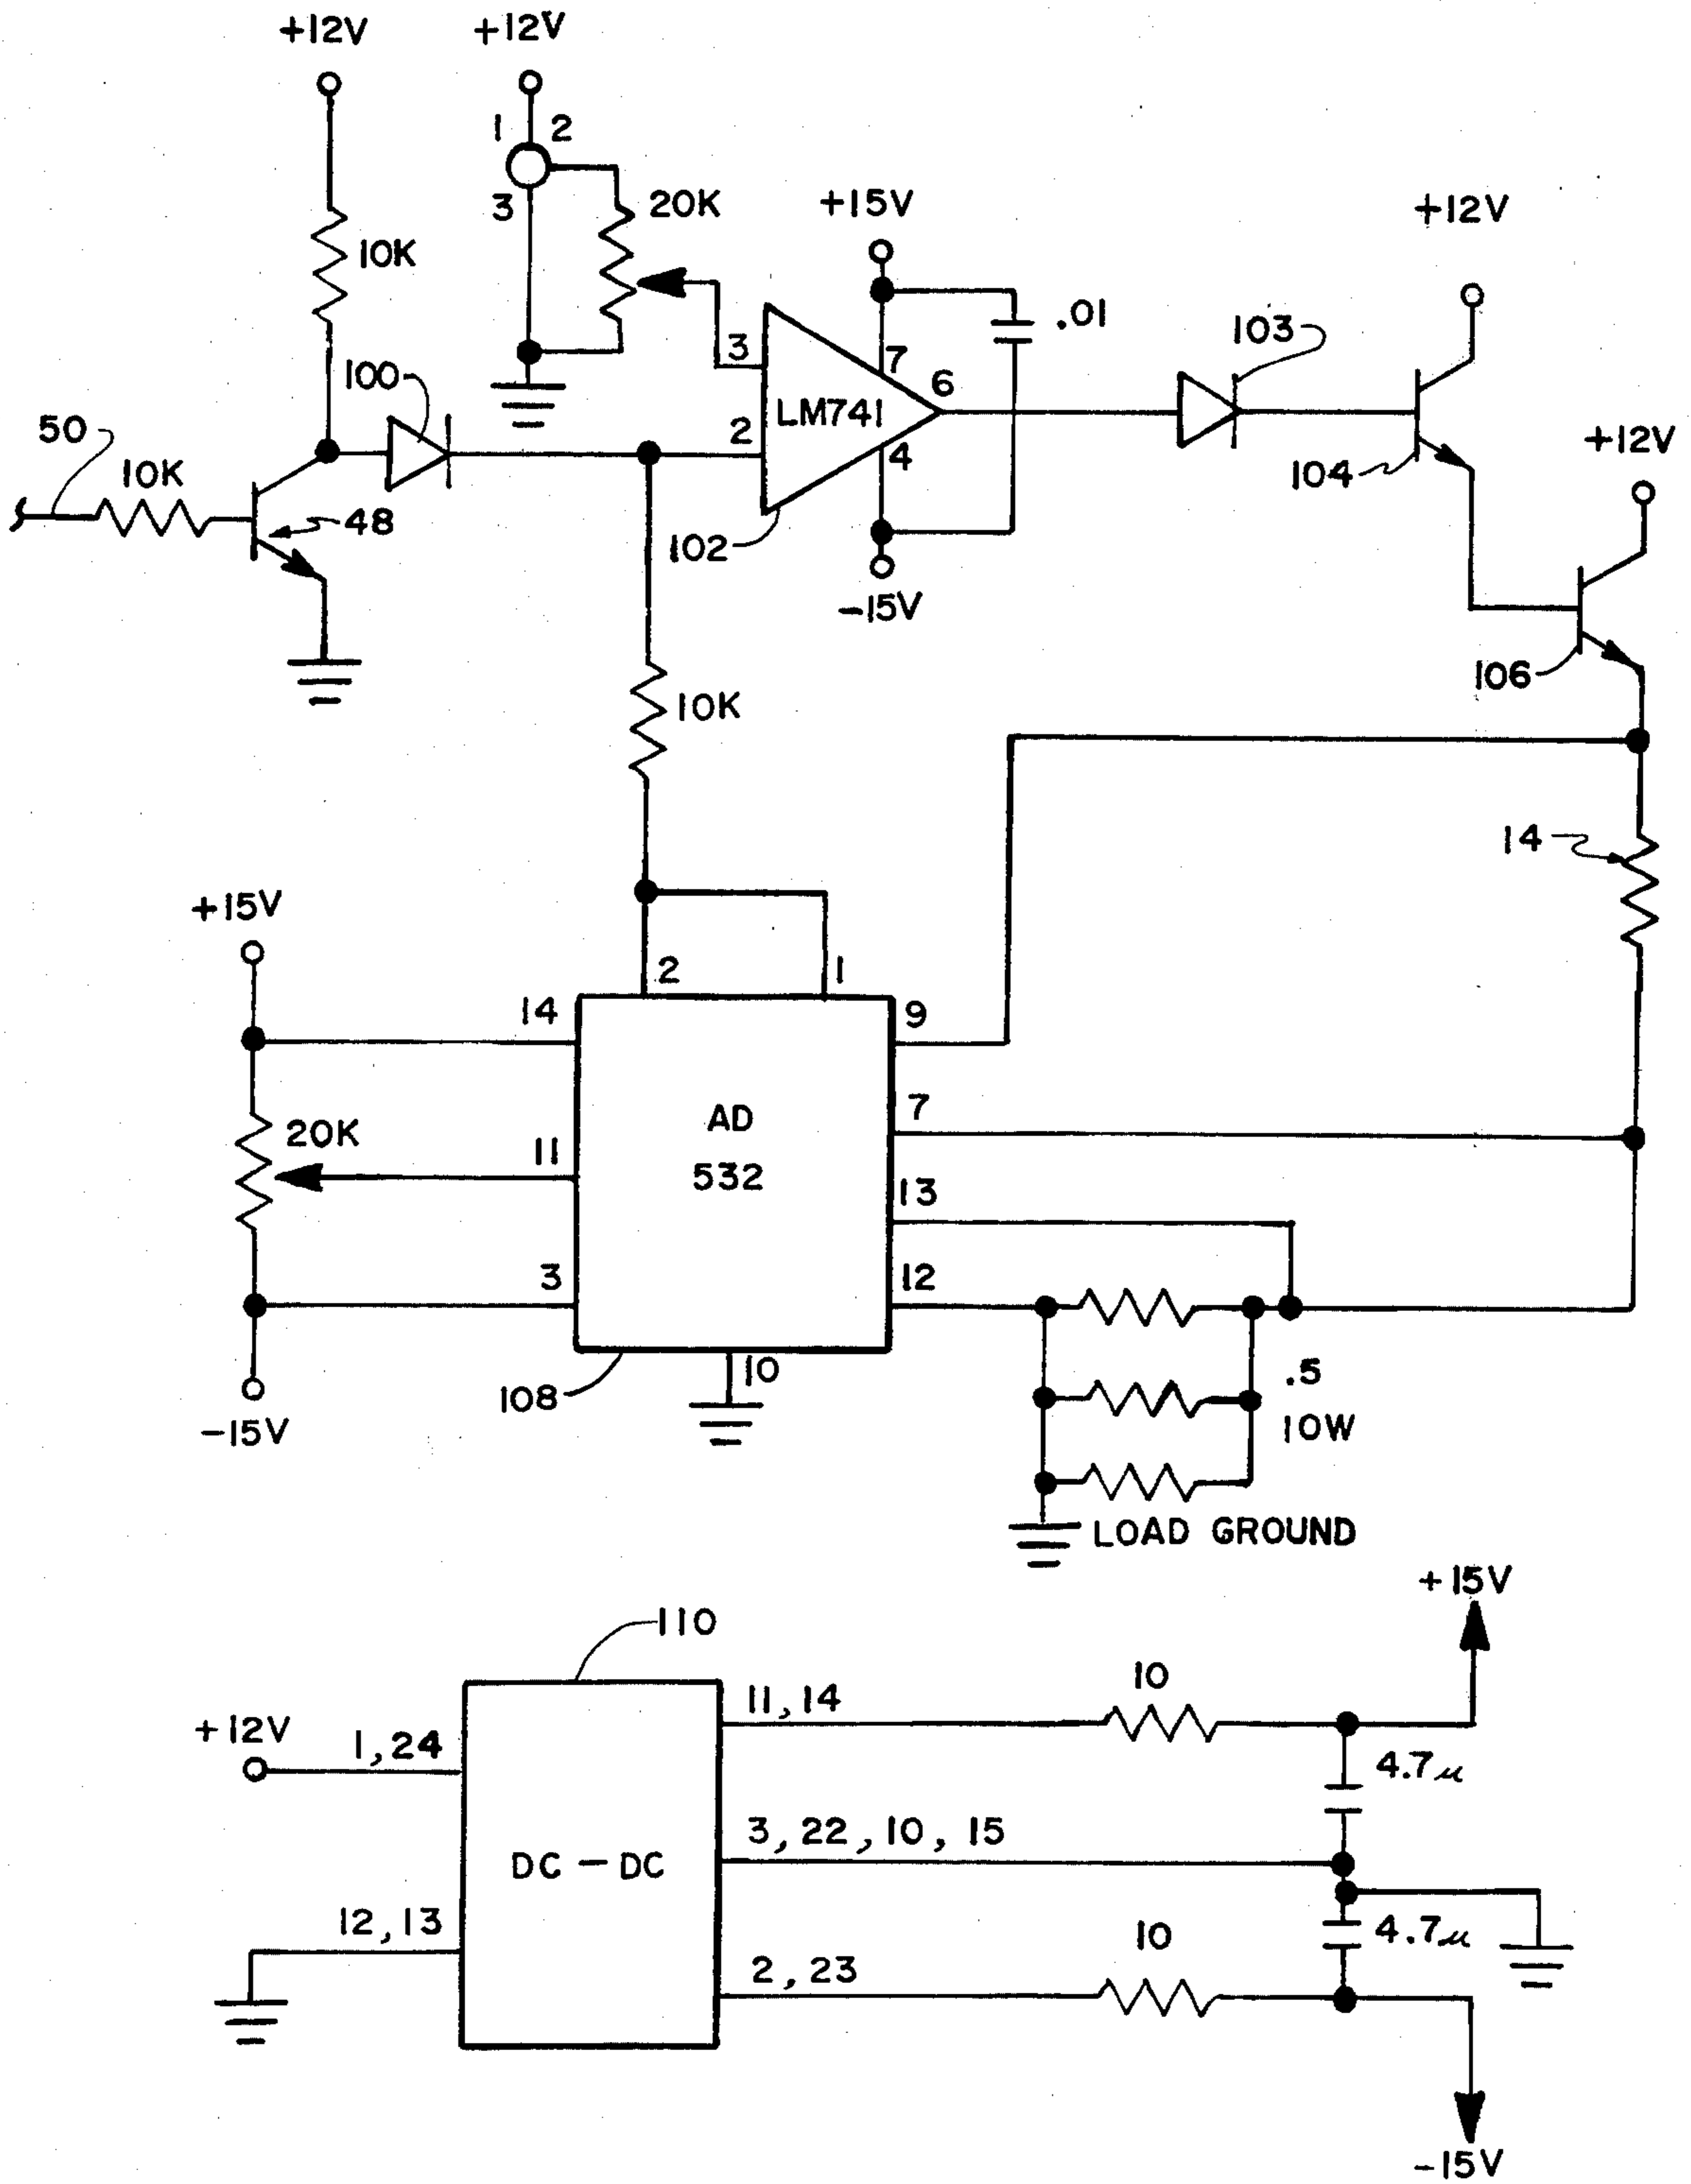 +12V
+12V
1 2
3
20K
10K
+15V
+12V
.01
103
100
3
7
6
LM741
2
4
50
10K
48
104
+12V
102
-15V
106
10K
14
+15V
2
1
14
9
20K
11
AD
532
7
13
3
12
10
108
-15V
.5
10W
LOAD GROUND
+15V
110
11,14
10
+12V
1,24
4.7µ
3,22,10,15
DC-DC
12,13
4.7µ
2,23
10
-15V